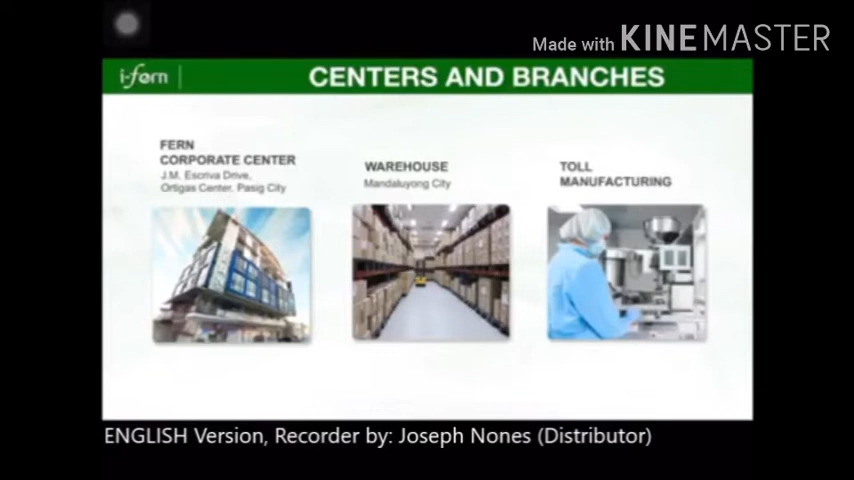 Made with KINEMASTER
i-fern
CENTERS AND BRANCHES
FERN
CORPORATE CENTER
J.M. Escriva Drive,
Ortigas Center, Pasig City
WAREHOUSE
Mandaluyong City
TOLL
MANUFACTURING
ENGLISH Version, Recorder by: Joseph Nones (Distributor)